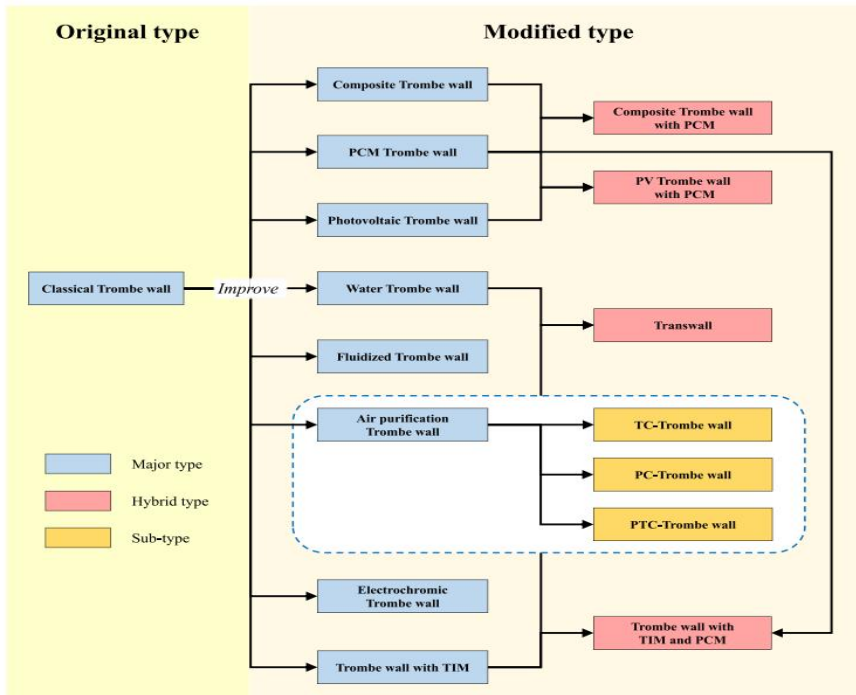 Original type
Modified type
Composite Trombe wall
Composite Trombe wall
with PCM
PCM Trombe wall
PV Trombe wall
with PCM
Photovoltaic Trombe wall
Classical Trombe wall
Improve
Water Trombe wall
Transwall
Fluidized Trombe wall
Air purification
Trombe wall
TC-Trombe wall
PC-Trombe wall
PTC-Trombe wall
Major type
Hybrid type
Sub-type
Electrochromic
Trombe wall
Trombe wall with
TIM and PCM
Trombe wall with TIM